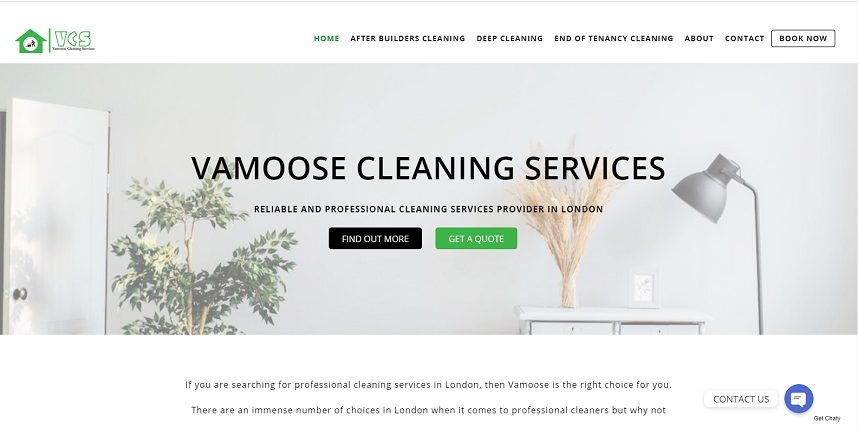 VCS
Vamoose Cleaning Services
HOME AFTER BUILDERS CLEANING DEEP CLEANING END OF TENANCY CLEANING ABOUT CONTACT BOOK NOW
VAMOOSE CLEANING SERVICES
RELIABLE AND PROFESSIONAL CLEANING SERVICES PROVIDER IN LONDON
FIND OUT MORE GET A QUOTE
If you are searching for professional cleaning services in London, then Vamoose is the right choice for you.
There are an immense number of choices in London when it comes to professional cleaners but why not
CONTACT US
Get Chaty